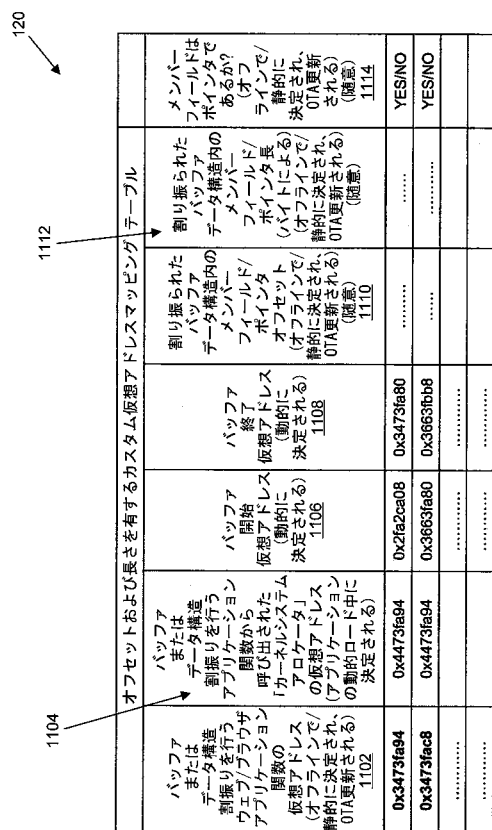 120
オフセットおよび長さを有するカスタム仮想アドレスマッピング テーブル
1104
1112
バッファ
または
データ構造
割振りを行う
ウェブ/ブラウザ
アプリケーション
関数の
仮想アドレス
(オフラインで/
静的に決定され、
OTA更新される)
1102
バッファ
または
データ構造
割振りを行う
アプリケーション
関数から
呼び出された
「カーネルシステム
アロケータ」
の仮想アドレス
(アプリケーション
の動的ロード中に
決定される)
バッファ
開始
仮想アドレス
(動的に
決定される)
1106
バッファ
終了
仮想アドレス
(動的に
決定される)
1108
割り振られた
バッファ
データ構造内の
メンバー
フィールド/
ポインタ
オフセット
(オフラインで/
静的に決定され、
OTA更新される)
(随意)
1110
割り振られた
バッファ
データ構造内の
メンバー
フィールド/
ポインタ長
(バイトによる)
(オフラインで/
静的に決定され、
OTA更新される)
(随意)
メンバー
フィールドは
ポインタで
あるか?
(オフ
ラインで/
静的に
決定され、
OTA更新
される)
(随意)
1114
0x3473fa94 0x4473fa94 0x2fa2ca08 0x3473fa80 ......... ...... YES/NO
0x3473fac8 0x4473fa94 0x3663fa80 0x3663fbb8 ...... ......... YES/NO
............ ............ ............ ............
............ ............ ............ ............